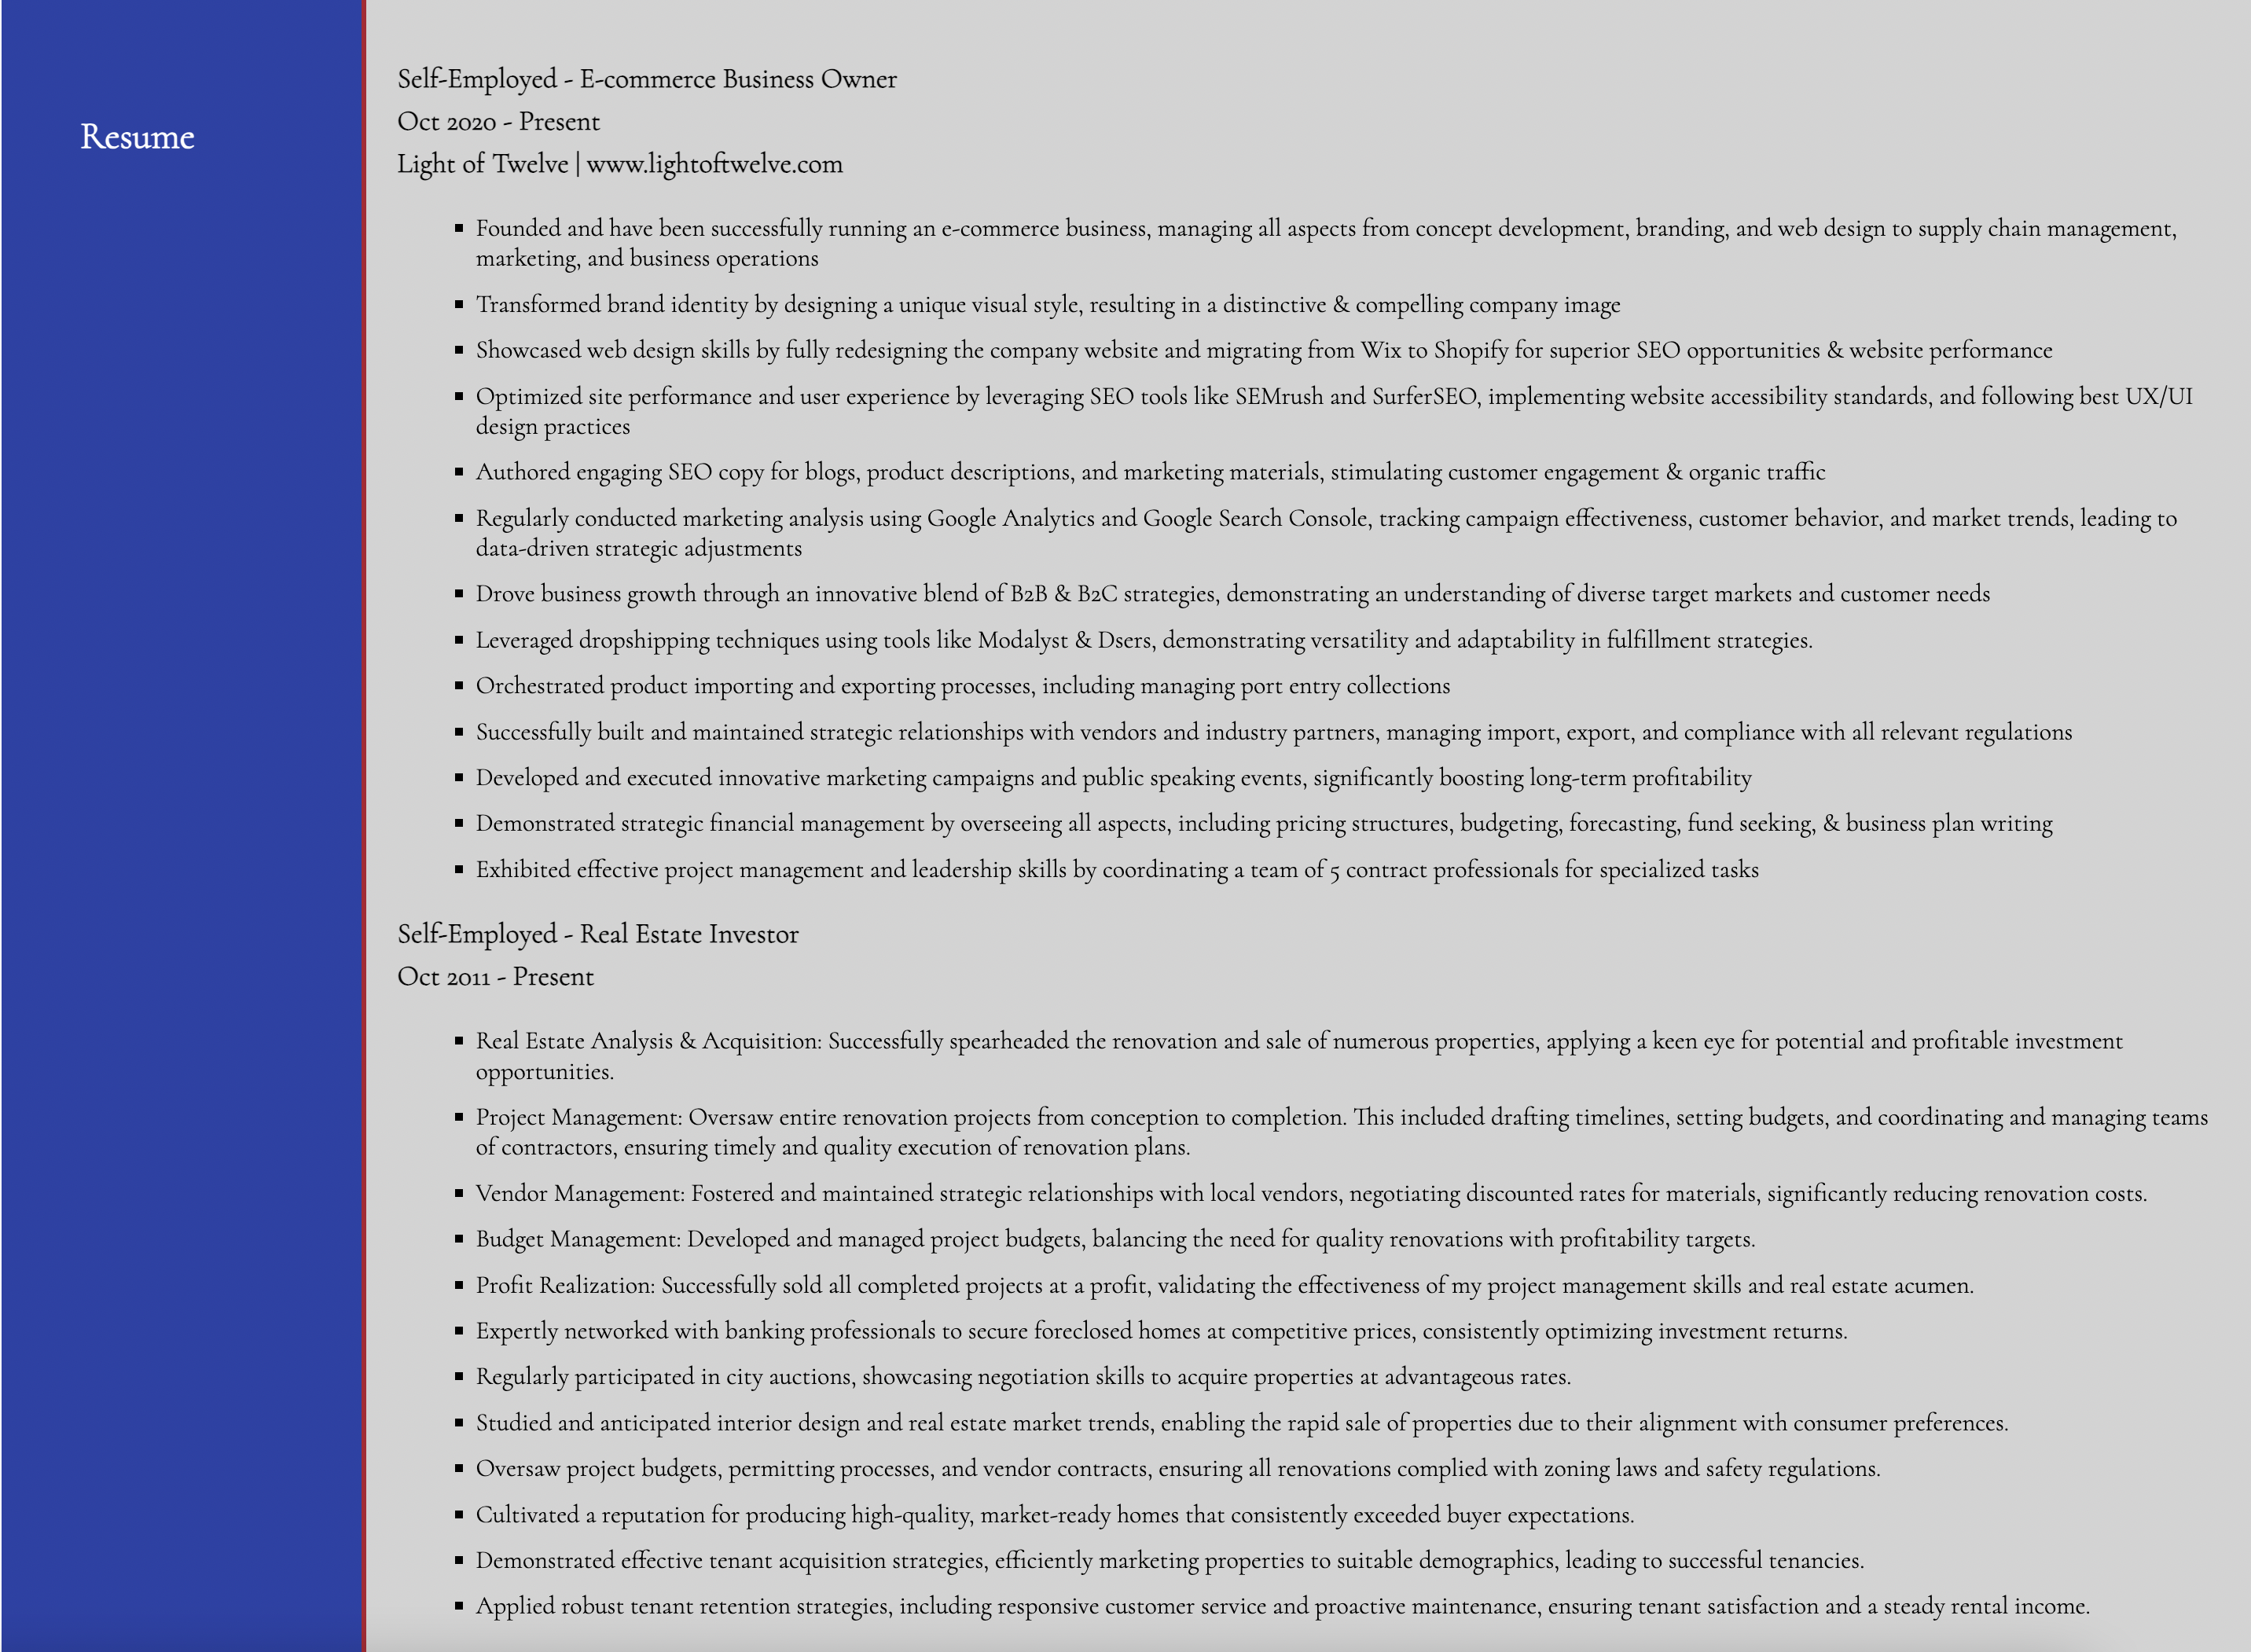 Resume
Self-Employed - E-commerce Business Owner
Oct 2020 - Present
Light of Twelve | www.lightoftwelve.com
▪ Founded and have been successfully running an e-commerce business, managing all aspects from concept development, branding, and web design to supply chain management,
marketing, and business operations
▪ Transformed brand identity by designing a unique visual style, resulting in a distinctive & compelling company image
▪ Showcased web design skills by fully redesigning the company website and migrating from Wix to Shopify for superior SEO opportunities & website performance
▪ Optimized site performance and user experience by leveraging SEO tools like SEMrush and SurferSEO, implementing website accessibility standards, and following best UX/UI
design practices
▪ Authored engaging SEO copy for blogs, product descriptions, and marketing materials, stimulating customer engagement & organic traffic
▪ Regularly conducted marketing analysis using Google Analytics and Google Search Console, tracking campaign effectiveness, customer behavior, and market trends, leading to
data-driven strategic adjustments
▪ Drove business growth through an innovative blend of B2B & B2C strategies, demonstrating an understanding of diverse target markets and customer needs
▪ Leveraged dropshipping techniques using tools like Modalyst & Dsers, demonstrating versatility and adaptability in fulfillment strategies.
▪ Orchestrated product importing and exporting processes, including managing port entry collections
▪ Successfully built and maintained strategic relationships with vendors and industry partners, managing import, export, and compliance with all relevant regulations
▪ Developed and executed innovative marketing campaigns and public speaking events, significantly boosting long-term profitability
▪ Demonstrated strategic financial management by overseeing all aspects, including pricing structures, budgeting, forecasting, fund seeking, & business plan writing
▪ Exhibited effective project management and leadership skills by coordinating a team of 5 contract professionals for specialized tasks
Self-Employed - Real Estate Investor
Oct 2011 - Present
▪ Real Estate Analysis & Acquisition: Successfully spearheaded the renovation and sale of numerous properties, applying a keen eye for potential and profitable investment
opportunities.
▪ Project Management: Oversaw entire renovation projects from conception to completion. This included drafting timelines, setting budgets, and coordinating and managing teams
of contractors, ensuring timely and quality execution of renovation plans.
▪ Vendor Management: Fostered and maintained strategic relationships with local vendors, negotiating discounted rates for materials, significantly reducing renovation costs.
▪ Budget Management: Developed and managed project budgets, balancing the need for quality renovations with profitability targets.
▪ Profit Realization: Successfully sold all completed projects at a profit, validating the effectiveness of my project management skills and real estate acumen.
▪ Expertly networked with banking professionals to secure foreclosed homes at competitive prices, consistently optimizing investment returns.
▪ Regularly participated in city auctions, showcasing negotiation skills to acquire properties at advantageous rates.
▪ Studied and anticipated interior design and real estate market trends, enabling the rapid sale of properties due to their alignment with consumer preferences.
▪ Oversaw project budgets, permitting processes, and vendor contracts, ensuring all renovations complied with zoning laws and safety regulations.
▪ Cultivated a reputation for producing high-quality, market-ready homes that consistently exceeded buyer expectations.
▪ Demonstrated effective tenant acquisition strategies, efficiently marketing properties to suitable demographics, leading to successful tenancies.
▪ Applied robust tenant retention strategies, including responsive customer service and proactive maintenance, ensuring tenant satisfaction and a steady rental income.